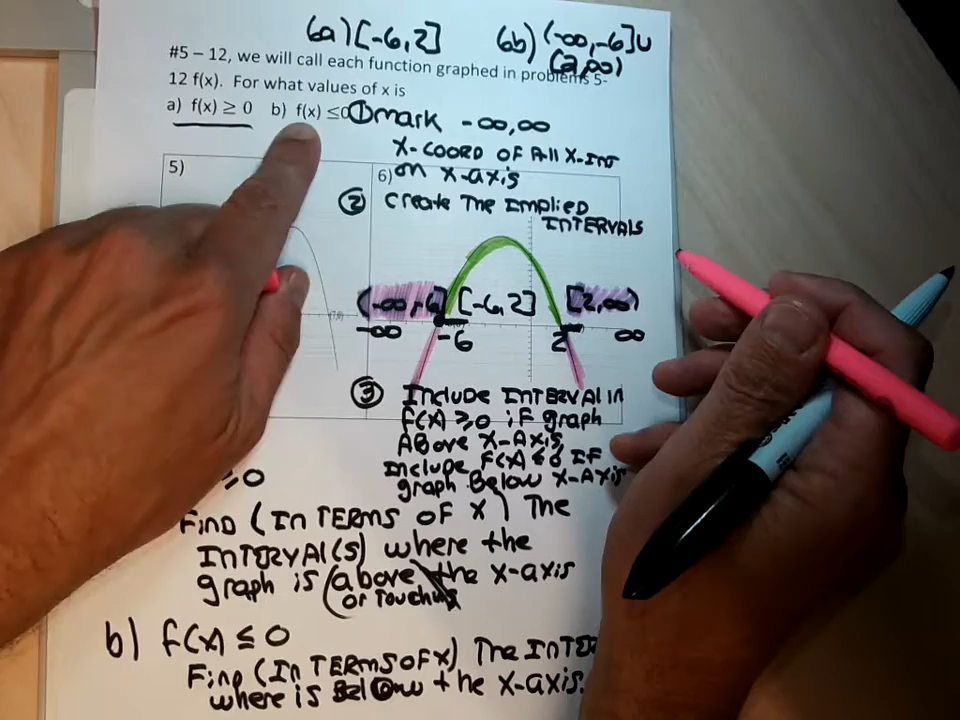 6a) [-6,2] 6b) (-∞,-6]∪
[2,∞)
#5 – 12, we will call each function graphed in problems 5-
12 f(x). For what values of x is
a) f(x) ≥ 0 b) f(x) ≤0
① mark -∞,∞
X-COORD OF All X-INT
on X-axis
5)
6)
② Create The Implied
INTERVALS
(-∞,-6] [-6,2] [2,∞)
-∞ -6 2 ∞
③ Include INTERVAL in
F(X) ≥0 iF graph
Above X-Axis,
Include F(X) ≤0 IF
graph Below X-Axis
≥0
Find (IN TERMS OF X) The
INTERVAl(S) where the
graph is (above the x-axis
or touching
b) f(x) ≤ 0
Find (IN TERMS OF X) The
where is below the x-axis.